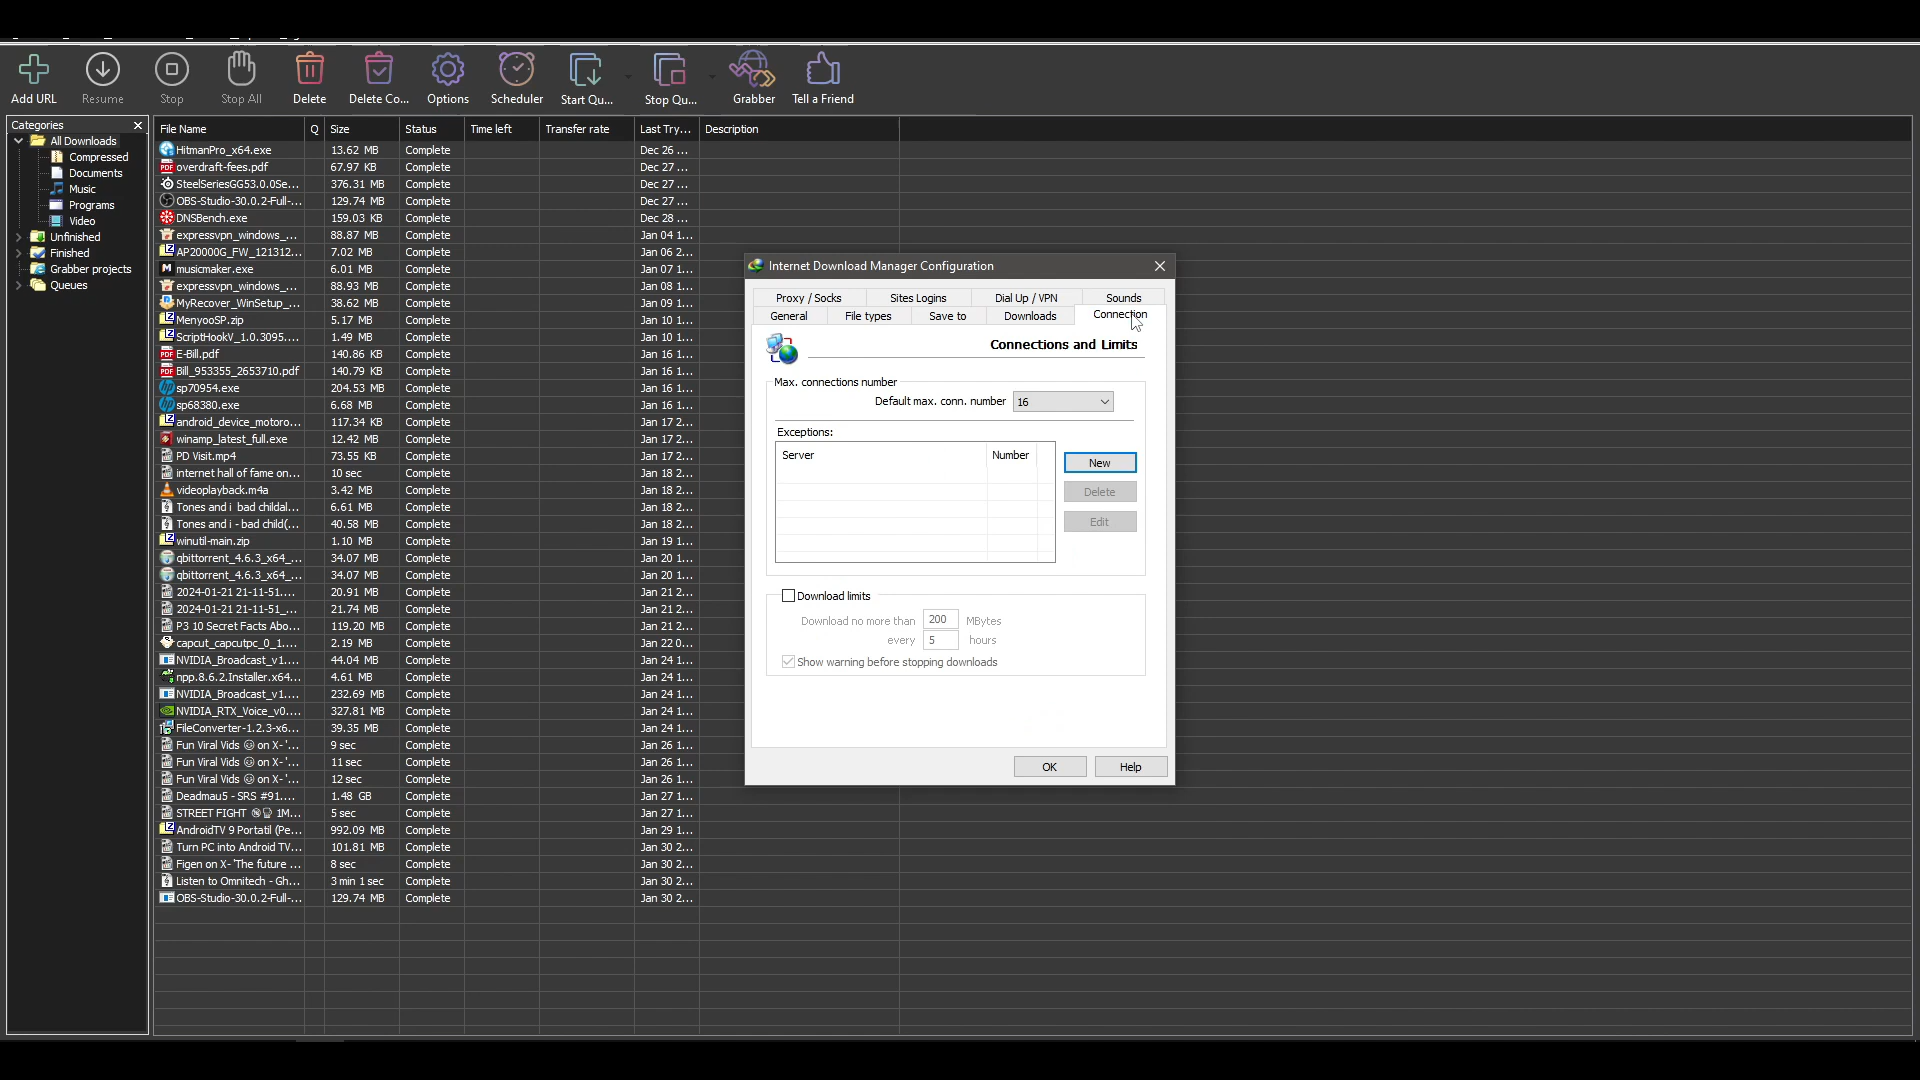 Add URL Resume Stop Stop All Delete Delete Co... Options Scheduler Start Qu... Stop Qu... Grabber Tell a Friend
Categories
All Downloads
Compressed
Documents
Music
Programs
Video
Unfinished
Finished
Grabber projects
Queues
File Name Q Size Status Time left Transfer rate Last Try... Description
HitmanPro_x64.exe 13.62 MB Complete Dec 26 ...
overdraft-fees.pdf 67.97 KB Complete Dec 27 ...
SteelSeriesGG53.0.0Se... 376.31 MB Complete Dec 27 ...
OBS-Studio-30.0.2-Full-... 129.74 MB Complete Dec 27 ...
DNSBench.exe 159.03 KB Complete Dec 28 ...
expressvpn_windows_... 88.87 MB Complete Jan 04 1...
AP20000G_FW_121312... 7.02 MB Complete Jan 06 2...
musicmaker.exe 6.01 MB Complete Jan 07 1...
expressvpn_windows_... 88.93 MB Complete Jan 08 1...
MyRecover_WinSetup_... 38.62 MB Complete Jan 09 1...
MenyooSP.zip 5.17 MB Complete Jan 10 1...
ScriptHookV_1.0.3095.... 1.49 MB Complete Jan 10 1...
E-Bill.pdf 140.86 KB Complete Jan 16 1...
Bill_953355_2653710.pdf 140.79 KB Complete Jan 16 1...
sp70954.exe 204.53 MB Complete Jan 16 1...
sp68380.exe 6.68 MB Complete Jan 16 1...
android_device_motoro... 117.34 KB Complete Jan 17 2...
winamp_latest_full.exe 12.42 MB Complete Jan 17 2...
PD Visit.mp4 73.55 KB Complete Jan 17 2...
internet hall of fame on... 10 sec Complete Jan 18 2...
videoplayback.m4a 3.42 MB Complete Jan 18 2...
Tones and i bad childal... 6.61 MB Complete Jan 18 2...
Tones and i - bad child(... 40.58 MB Complete Jan 18 2...
winutil-main.zip 1.10 MB Complete Jan 19 1...
qbittorrent_4.6.3_x64_... 34.07 MB Complete Jan 20 1...
qbittorrent_4.6.3_x64_... 34.07 MB Complete Jan 20 1...
2024-01-21 21-11-51.... 20.91 MB Complete Jan 21 2...
2024-01-21 21-11-51_... 21.74 MB Complete Jan 21 2...
P3 10 Secret Facts Abo... 119.20 MB Complete Jan 21 2...
capcut_capcutpc_0_1.... 2.19 MB Complete Jan 22 0...
NVIDIA_Broadcast_v1.... 44.04 MB Complete Jan 24 1...
npp.8.6.2.Installer.x64... 4.61 MB Complete Jan 24 1...
NVIDIA_Broadcast_v1.... 232.69 MB Complete Jan 24 1...
NVIDIA_RTX_Voice_v0.... 327.81 MB Complete Jan 24 1...
FileConverter-1.2.3-x6... 39.35 MB Complete Jan 24 1...
Fun Viral Vids on X- '... 9 sec Complete Jan 26 1...
Fun Viral Vids on X- '... 11 sec Complete Jan 26 1...
Fun Viral Vids on X- '... 12 sec Complete Jan 26 1...
Deadmau5 - SRS #91.... 1.48 GB Complete Jan 27 1...
STREET FIGHT 1M... 5 sec Complete Jan 27 1...
AndroidTV 9 Portatil (Pe... 992.09 MB Complete Jan 29 1...
Turn PC into Android TV... 101.81 MB Complete Jan 30 2...
Figen on X- 'The future ... 8 sec Complete Jan 30 2...
Listen to Omnitech - Gh... 3 min 1 sec Complete Jan 30 2...
OBS-Studio-30.0.2-Full-... 129.74 MB Complete Jan 30 2...
Internet Download Manager Configuration
Proxy / Socks Sites Logins Dial Up / VPN Sounds
General File types Save to Downloads Connection
Connections and Limits
Max. connections number
Default max. conn. number 16
Exceptions:
Server Number
New
Delete
Edit
Download limits
Download no more than 200 MBytes
every 5 hours
Show warning before stopping downloads
OK Help